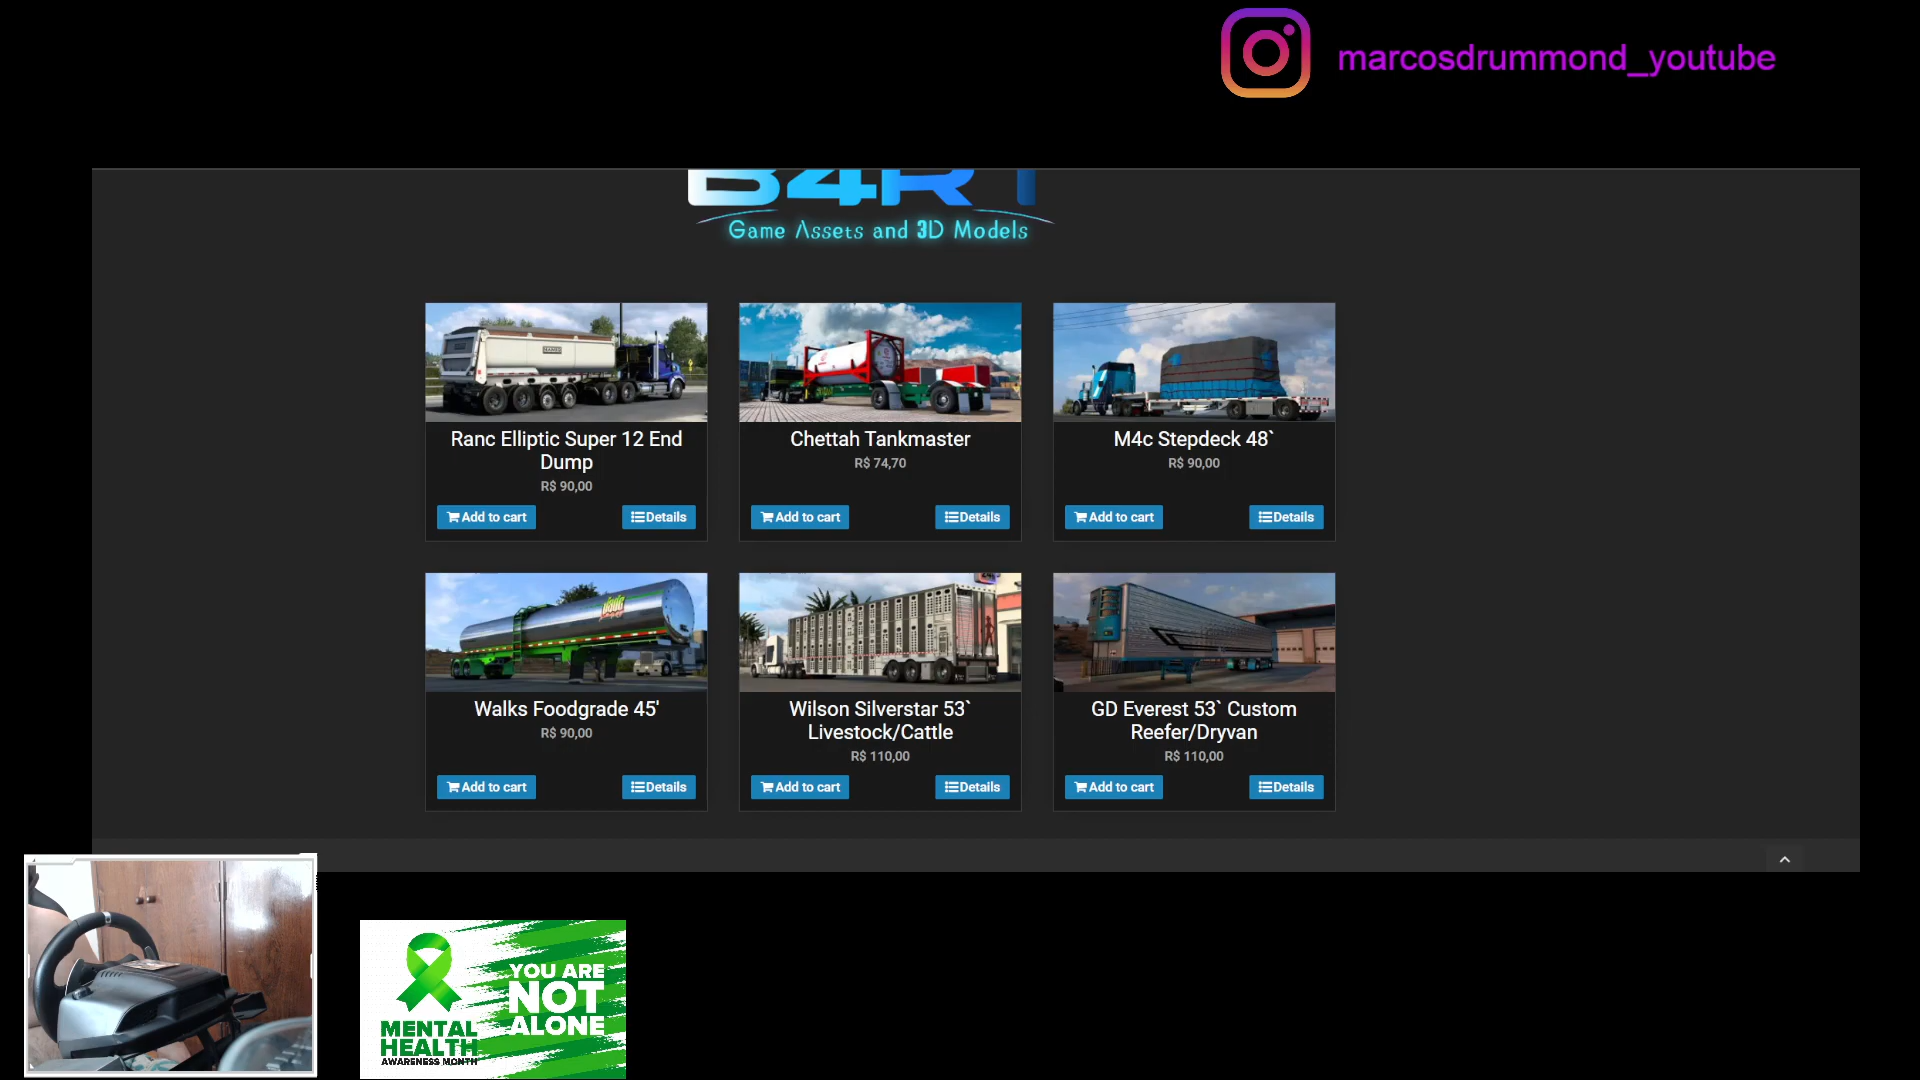 marcosdrummond_youtube
B4RT
Game Assets and 3D Models
Ranc Elliptic Super 12 End
Dump
R$ 90,00
Add to cart
Details
Chettah Tankmaster
R$ 74,70
Add to cart
Details
M4c Stepdeck 48`
R$ 90,00
Add to cart
Details
Walks Foodgrade 45'
R$ 90,00
Add to cart
Details
Wilson Silverstar 53`
Livestock/Cattle
R$ 110,00
Add to cart
Details
GD Everest 53` Custom
Reefer/Dryvan
R$ 110,00
Add to cart
Details
MENTAL
HEALTH
AWARENESS MONTH
YOU ARE
NOT
ALONE